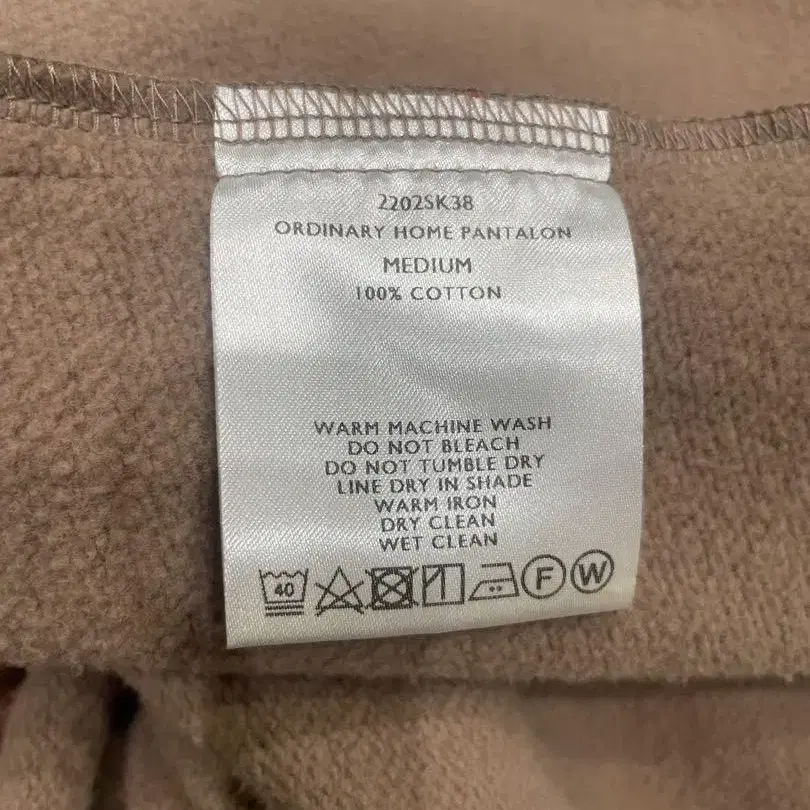 2202SK38
ORDINARY HOME PANTALON
MEDIUM
100% COTTON
WARM MACHINE WASH
DO NOT BLEACH
DO NOT TUMBLE DRY
LINE DRY IN SHADE
WARM IRON
DRY CLEAN
WET CLEAN
40 F W